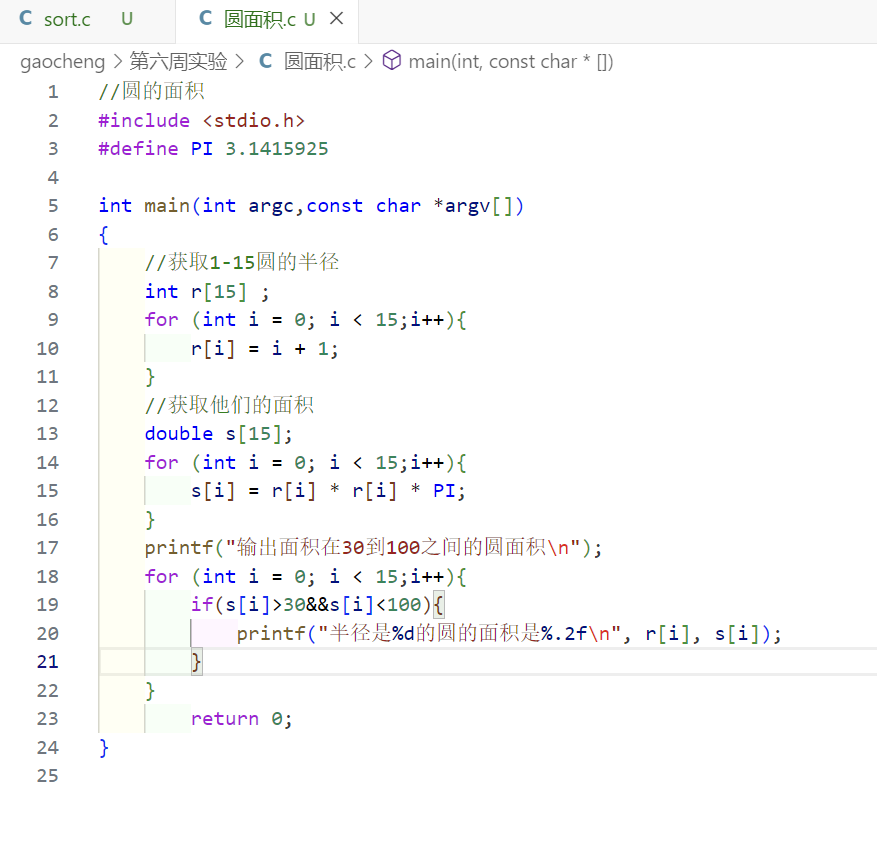 C sort.c U C 圆面积.c U ×
gaocheng > 第六周实验 > C 圆面积.c > main(int, const char * [])
1 //圆的面积
2 #include <stdio.h>
3 #define PI 3.1415925
4
5 int main(int argc,const char *argv[])
6 {
7 //获取1-15圆的半径
8 int r[15] ;
9 for (int i = 0; i < 15;i++){
10 r[i] = i + 1;
11 }
12 //获取他们的面积
13 double s[15];
14 for (int i = 0; i < 15;i++){
15 s[i] = r[i] * r[i] * PI;
16 }
17 printf("输出面积在30到100之间的圆面积\n");
18 for (int i = 0; i < 15;i++){
19 if(s[i]>30&&s[i]<100){
20 printf("半径是%d的圆的面积是%.2f\n", r[i], s[i]);
21 }
22 }
23 return 0;
24 }
25